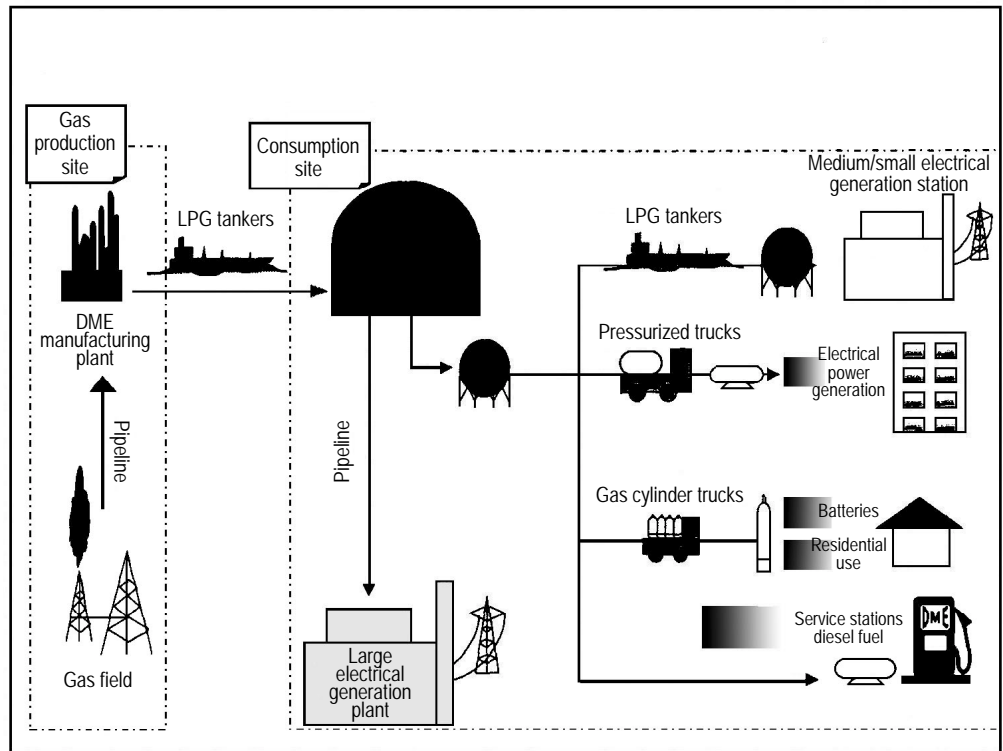 Gas
production
site
DME
manufacturing
plant
Pipeline
Gas field
LPG tankers
Consumption
site
Pipeline
Large
electrical
generation
plant
LPG tankers
Medium/small electrical
generation station
Pressurized trucks
Electrical
power
generation
Gas cylinder trucks
Batteries
Residential
use
Service stations
diesel fuel
DME